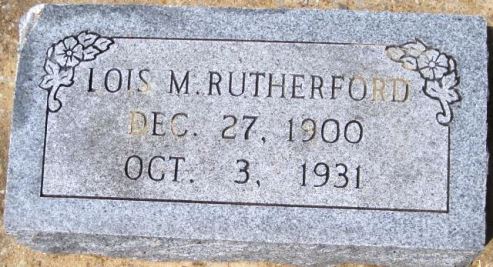 LOIS M. RUTHERFORD
DEC. 27, 1900
OCT. 3, 1931